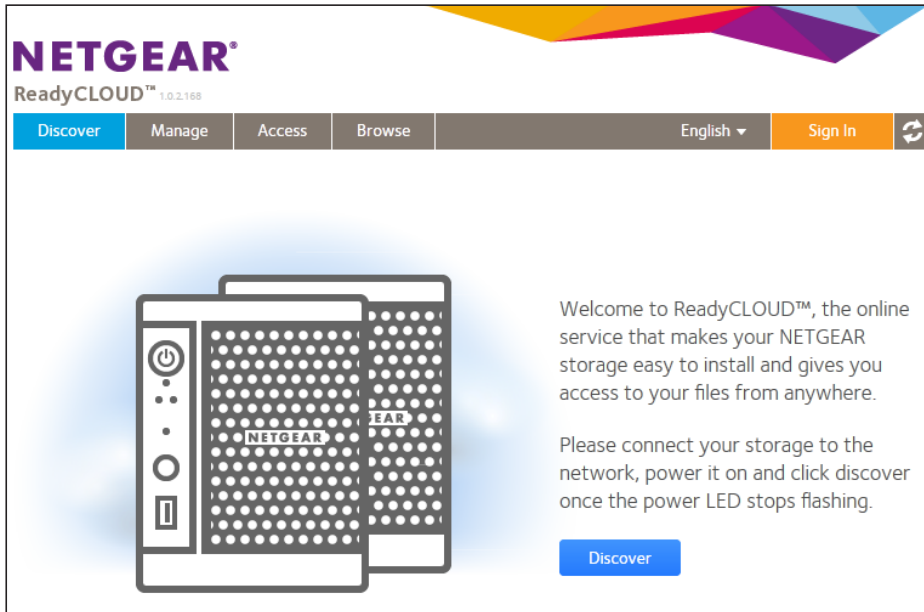 NETGEAR®
ReadyCLOUD™ 1.0.2.168
Discover Manage Access Browse English Sign In
Welcome to ReadyCLOUD™, the online
service that makes your NETGEAR
storage easy to install and gives you
access to your files from anywhere.
NETGEAR
GEAR
Please connect your storage to the
network, power it on and click discover
once the power LED stops flashing.
Discover